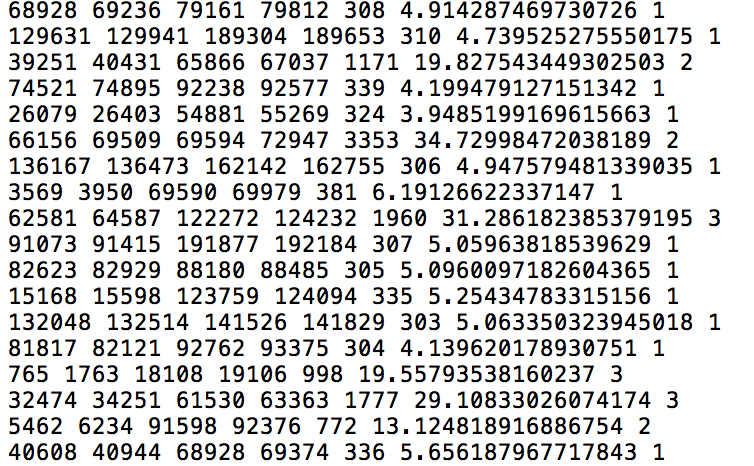 68928 69236 79161 79812 308 4.914287469730726 1
129631 129941 189304 189653 310 4.739525275550175 1
39251 40431 65866 67037 1171 19.827543449302503 2
74521 74895 92238 92577 339 4.199479127151342 1
26079 26403 54881 55269 324 3.9485199169615663 1
66156 69509 69594 72947 3353 34.72998472038189 2
136167 136473 162142 162755 306 4.947579481339035 1
3569 3950 69590 69979 381 6.19126622337147 1
62581 64587 122272 124232 1960 31.286182385379195 3
91073 91415 191877 192184 307 5.05963818539629 1
82623 82929 88180 88485 305 5.0960097182604365 1
15168 15598 123759 124094 335 5.25434783315156 1
132048 132514 141526 141829 303 5.063350323945018 1
81817 82121 92762 93375 304 4.139620178930751 1
765 1763 18108 19106 998 19.55793538160237 3
32474 34251 61530 63363 1777 29.10833026074174 3
5462 6234 91598 92376 772 13.124818916886754 2
40608 40944 68928 69374 336 5.656187967717843 1